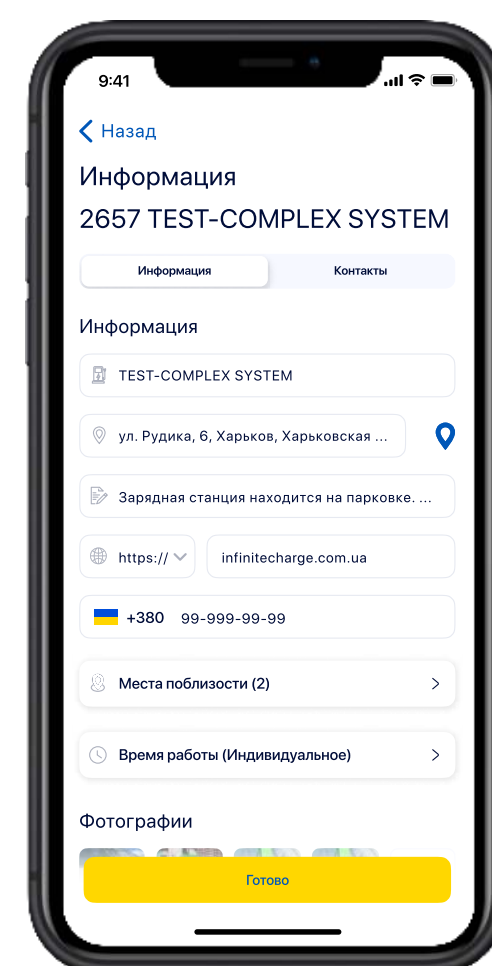 9:41
Назад
Информация
2657 TEST-COMPLEX SYSTEM
Информация Контакты
Информация
TEST-COMPLEX SYSTEM
ул. Рудика, 6, Харьков, Харьковская ...
Зарядная станция находится на парковке. ...
https:// infinitecharge.com.ua
+380 99-999-99-99
Места поблизости (2)
Время работы (Индивидуальное)
Фотографии
Готово